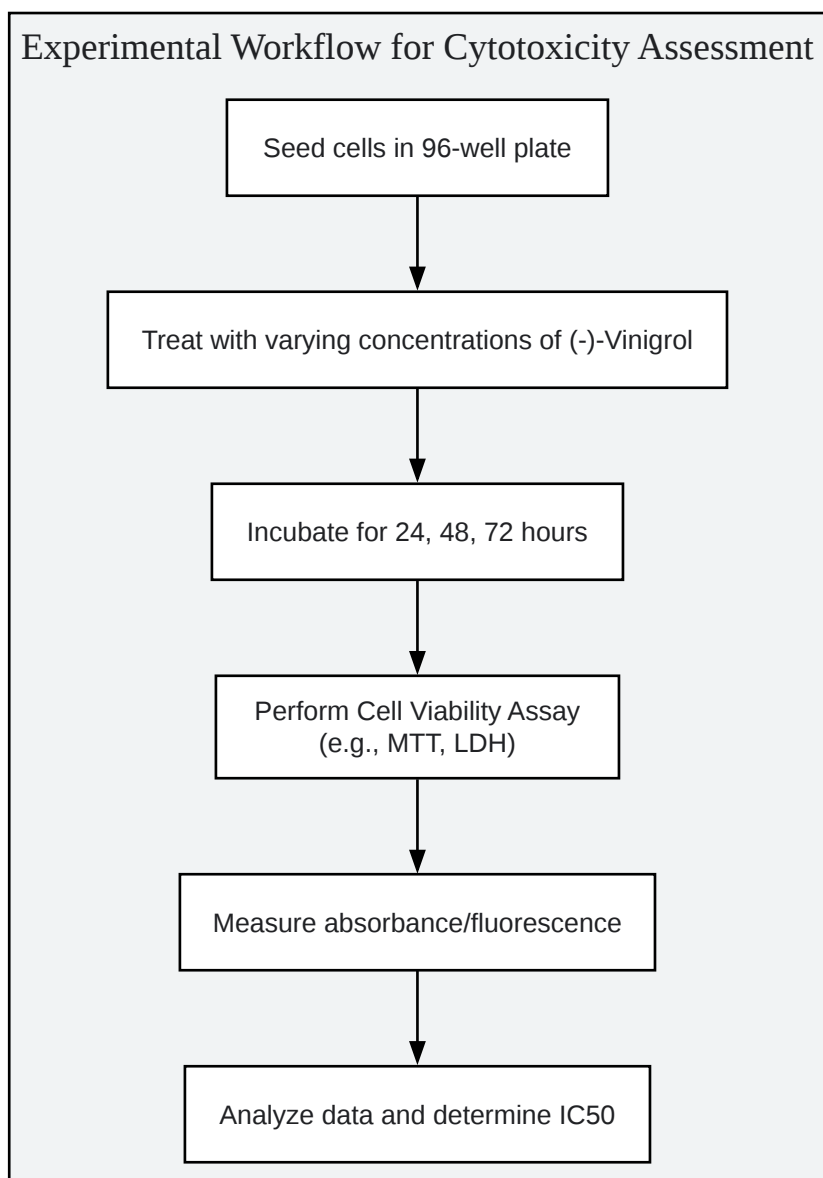 Experimental Workflow for Cytotoxicity Assessment
Seed cells in 96-well plate
Treat with varying concentrations of (-)-Vinigrol
Incubate for 24, 48, 72 hours
Perform Cell Viability Assay
(e.g., MTT, LDH)
Measure absorbance/fluorescence
Analyze data and determine IC50